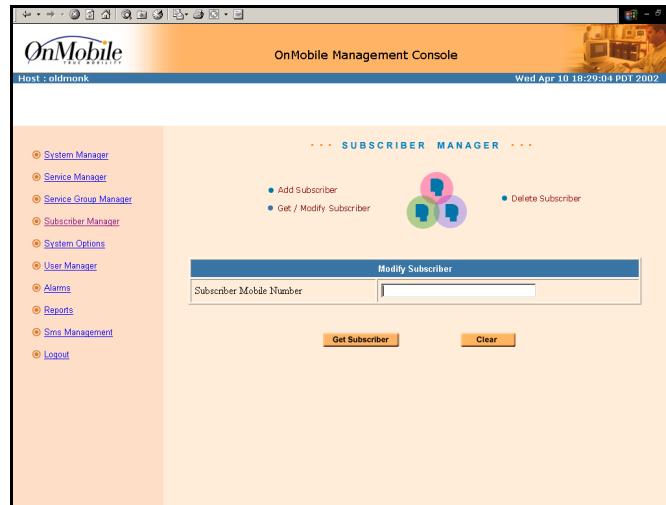 OnMobile
TRUE MOBILITY
OnMobile Management Console
Host : oldmonk
Wed Apr 10 18:29:04 PDT 2002
System Manager
Service Manager
Service Group Manager
Subscriber Manager
System Options
User Manager
Alarms
Reports
Sms Management
Logout
SUBSCRIBER MANAGER
Add Subscriber
Get / Modify Subscriber
Delete Subscriber
Modify Subscriber
Subscriber Mobile Number
Get Subscriber
Clear